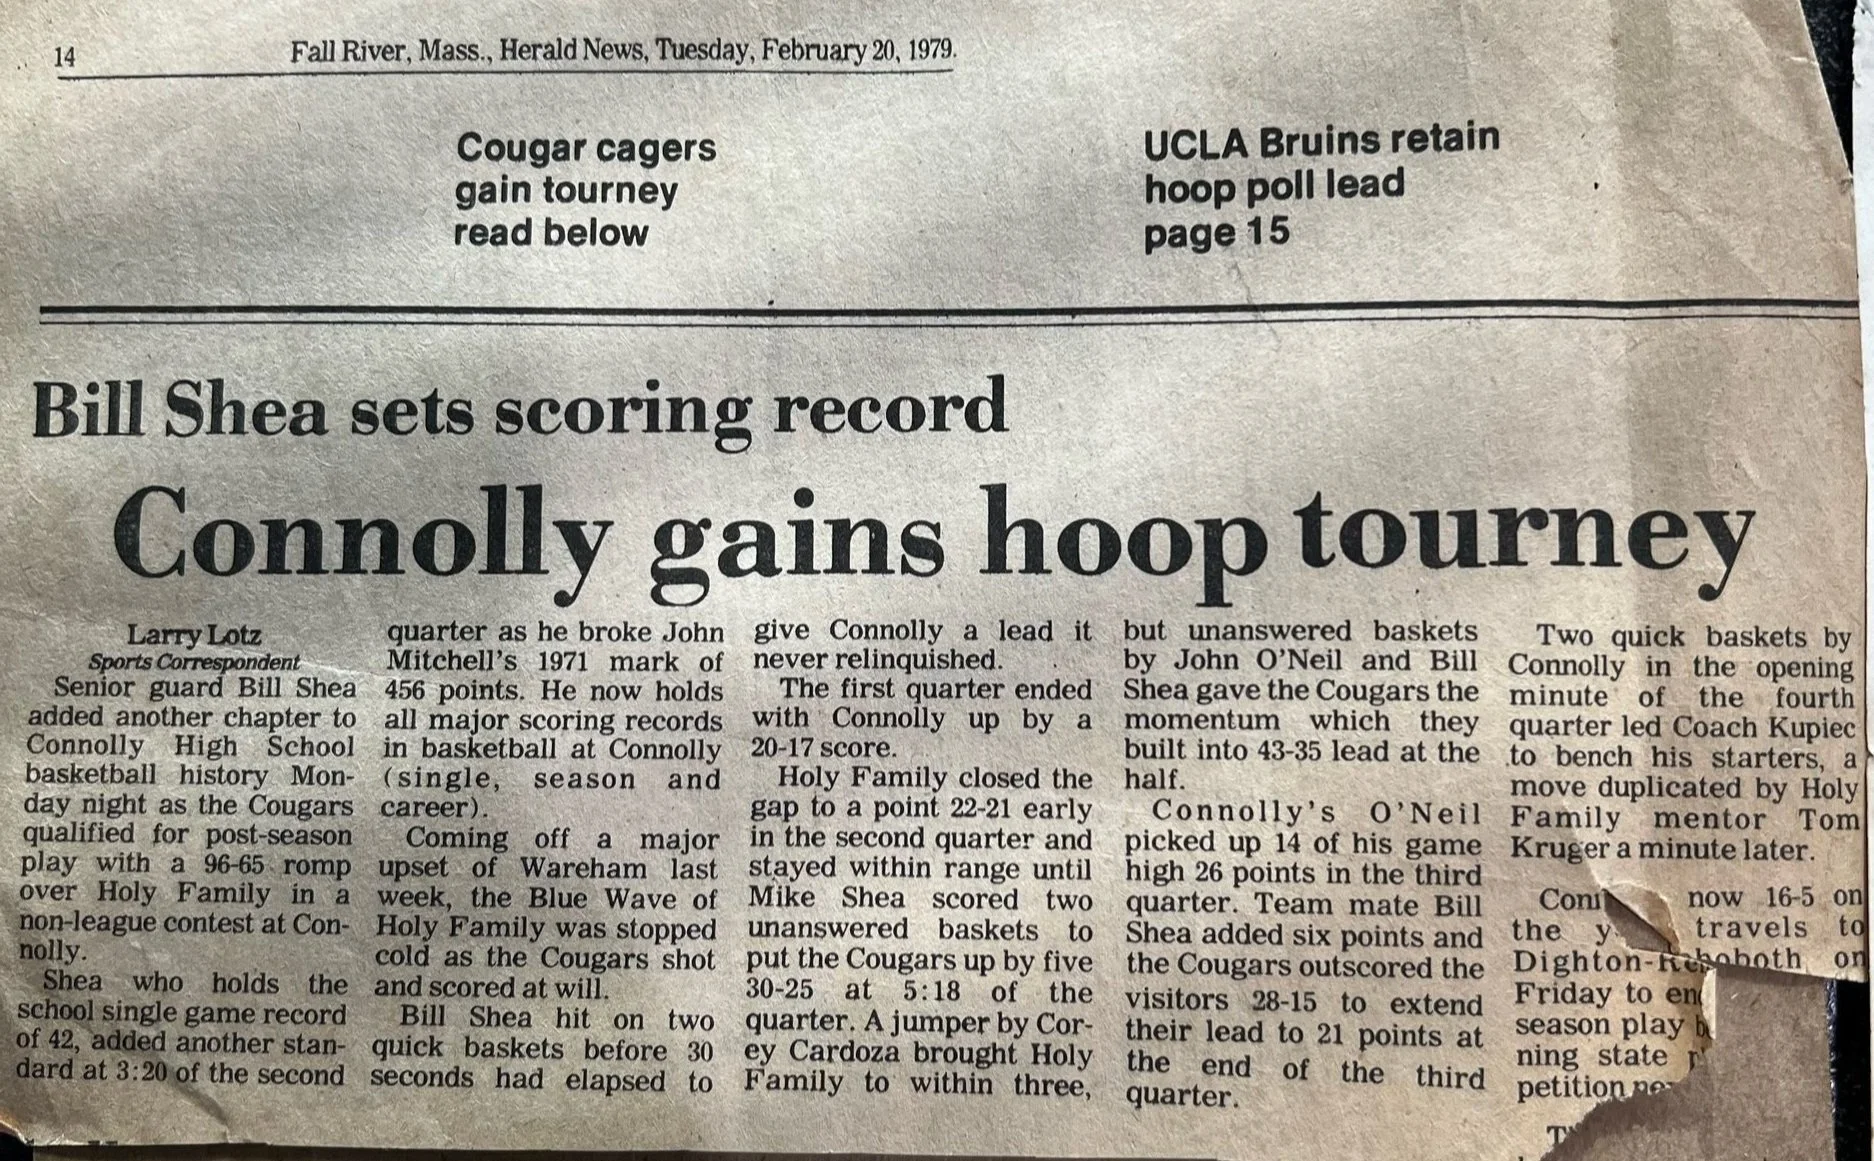 14
Fall River, Mass., Herald News, Tuesday, February 20, 1979.
Cougar cagers
gain tourney
read below
UCLA Bruins retain
hoop poll lead
page 15
Bill Shea sets scoring record
Connolly gains hoop tourney
Larry Lotz
Sports Correspondent
Senior guard Bill Shea
added another chapter to
Connolly High School
basketball history Mon-
day night as the Cougars
qualified for post-season
play with a 96-65 romp
over Holy Family in a
non-league contest at Con-
nolly.
Shea who holds the
school single game record
of 42, added another stan-
dard at 3:20 of the second
quarter as he broke John
Mitchell's 1971 mark of
456 points. He now holds
all major scoring records
in basketball at Connolly
(single, season and
career).
Coming off a major
upset of Wareham last
week, the Blue Wave of
Holy Family was stopped
cold as the Cougars shot
and scored at will.
Bill Shea hit on two
quick baskets before 30
seconds had elapsed to
give Connolly a lead it
never relinquished.
The first quarter ended
with Connolly up by a
20-17 score.
Holy Family closed the
gap to a point 22-21 early
in the second quarter and
stayed within range until
Mike Shea scored two
unanswered baskets to
put the Cougars up by five
30-25 at 5:18 of the
quarter. A jumper by Cor-
ey Cardoza brought Holy
Family to within three,
but unanswered baskets
by John O'Neil and Bill
Shea gave the Cougars the
momentum which they
built into 43-35 lead at the
half.
Connolly's O'Neil
picked up 14 of his game
high 26 points in the third
quarter. Team mate Bill
Shea added six points and
the Cougars outscored the
visitors 28-15 to extend
their lead to 21 points at
the end of the third
quarter.
Two quick baskets by
Connolly in the opening
minute of the fourth
quarter led Coach Kupiec
to bench his starters, a
move duplicated by Holy
Family mentor Tom
Kruger a minute later.
now 16-5 on
the travels to
Dighton-Rehoboth on
Friday to
season play
ning state
petition